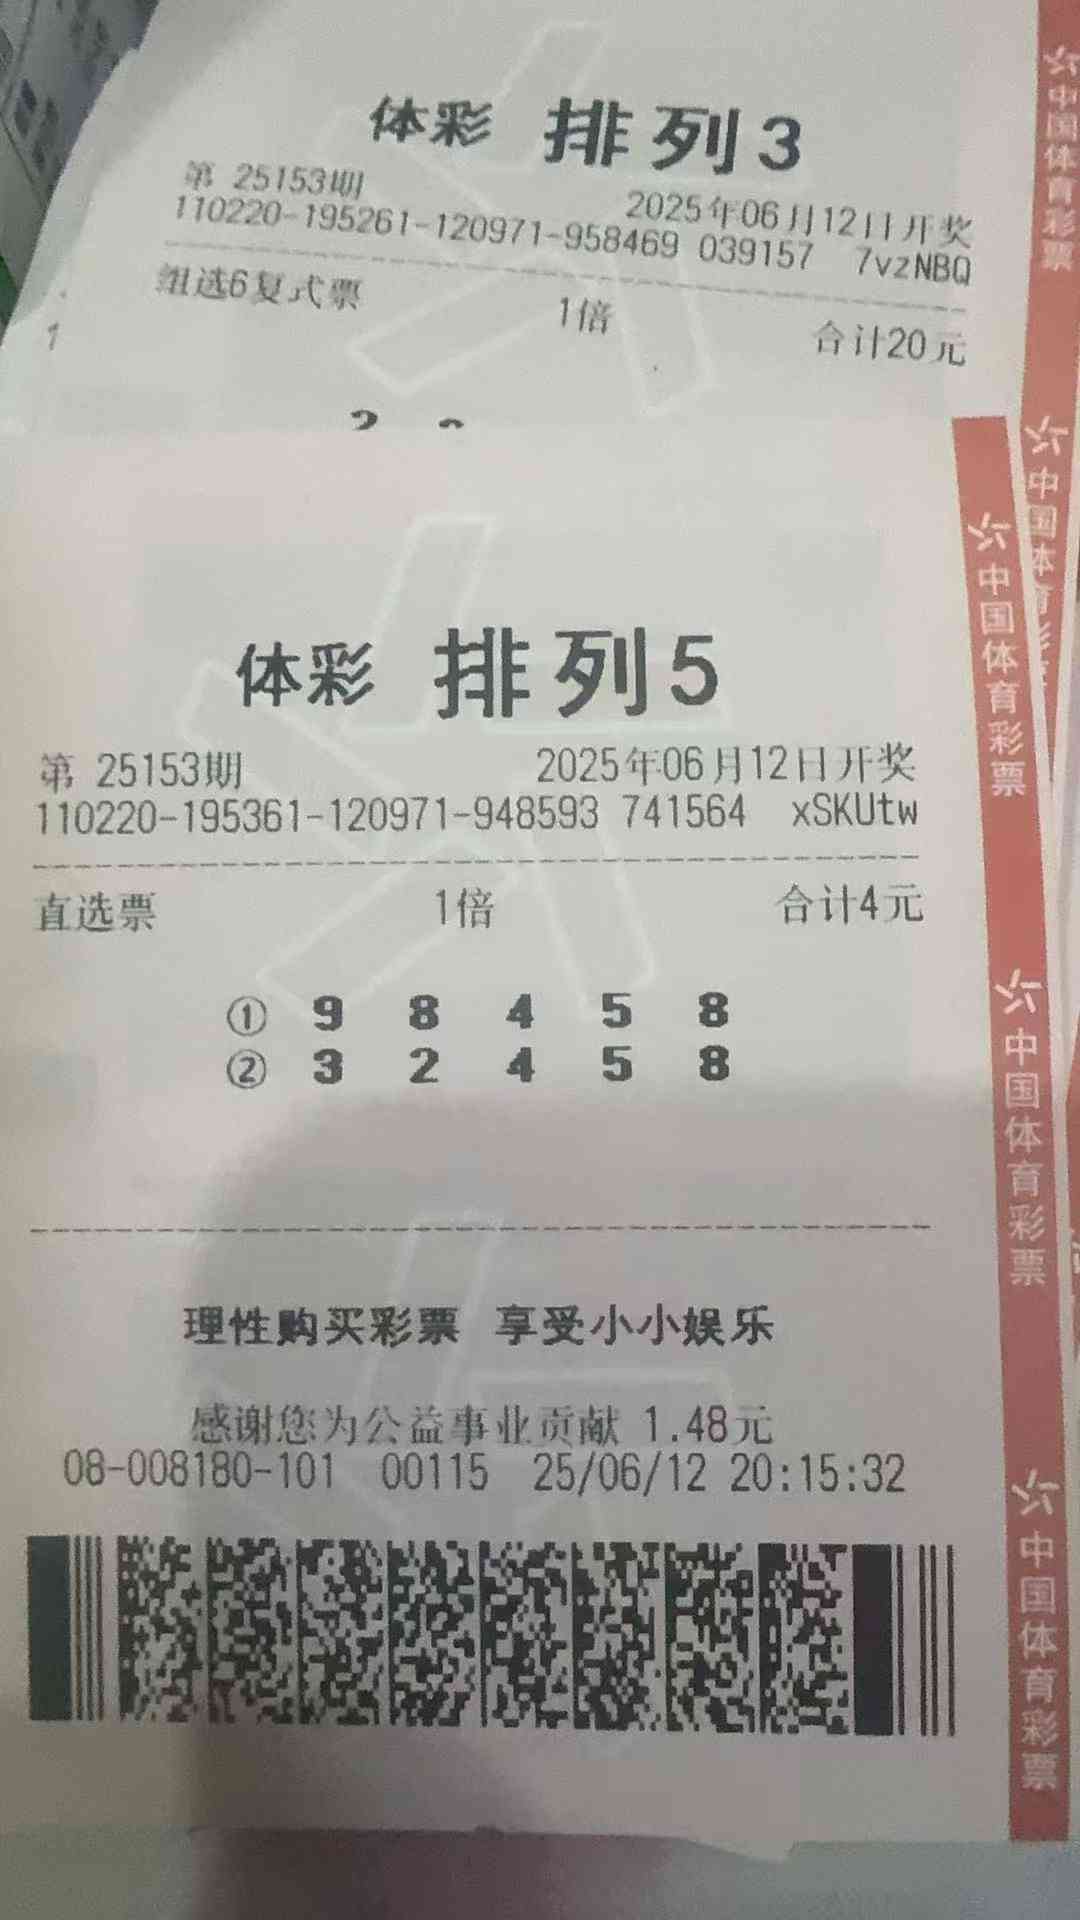 体彩 排列3
第 25153期 2025年06月12日开奖
110220-195261-120971-958469 039157 7vzNBQ
组选6复式票 1倍 合计20元
1
体彩 排列5
第 25153期 2025年06月12日开奖
110220-195361-120971-948593 741564 xSKUtw
直选票 1倍 合计4元
① 9 8 4 5 8
② 3 2 4 5 8
理性购买彩票 享受小小娱乐
感谢您为公益事业贡献 1.48元
08-008180-101 00115 25/06/12 20:15:32
中国体育彩票
中国体育彩票
中国体育彩票
中国体育彩票
中国体育彩票